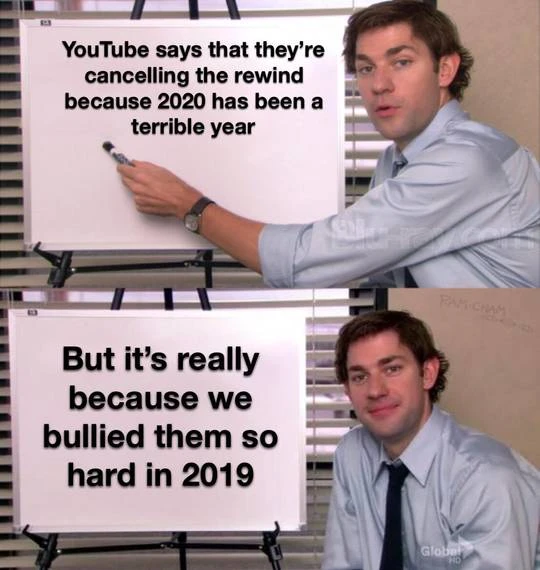 YouTube says that they're
cancelling the rewind
because 2020 has been a
terrible year
But it's really
because we
bullied them so
hard in 2019
Global
HD